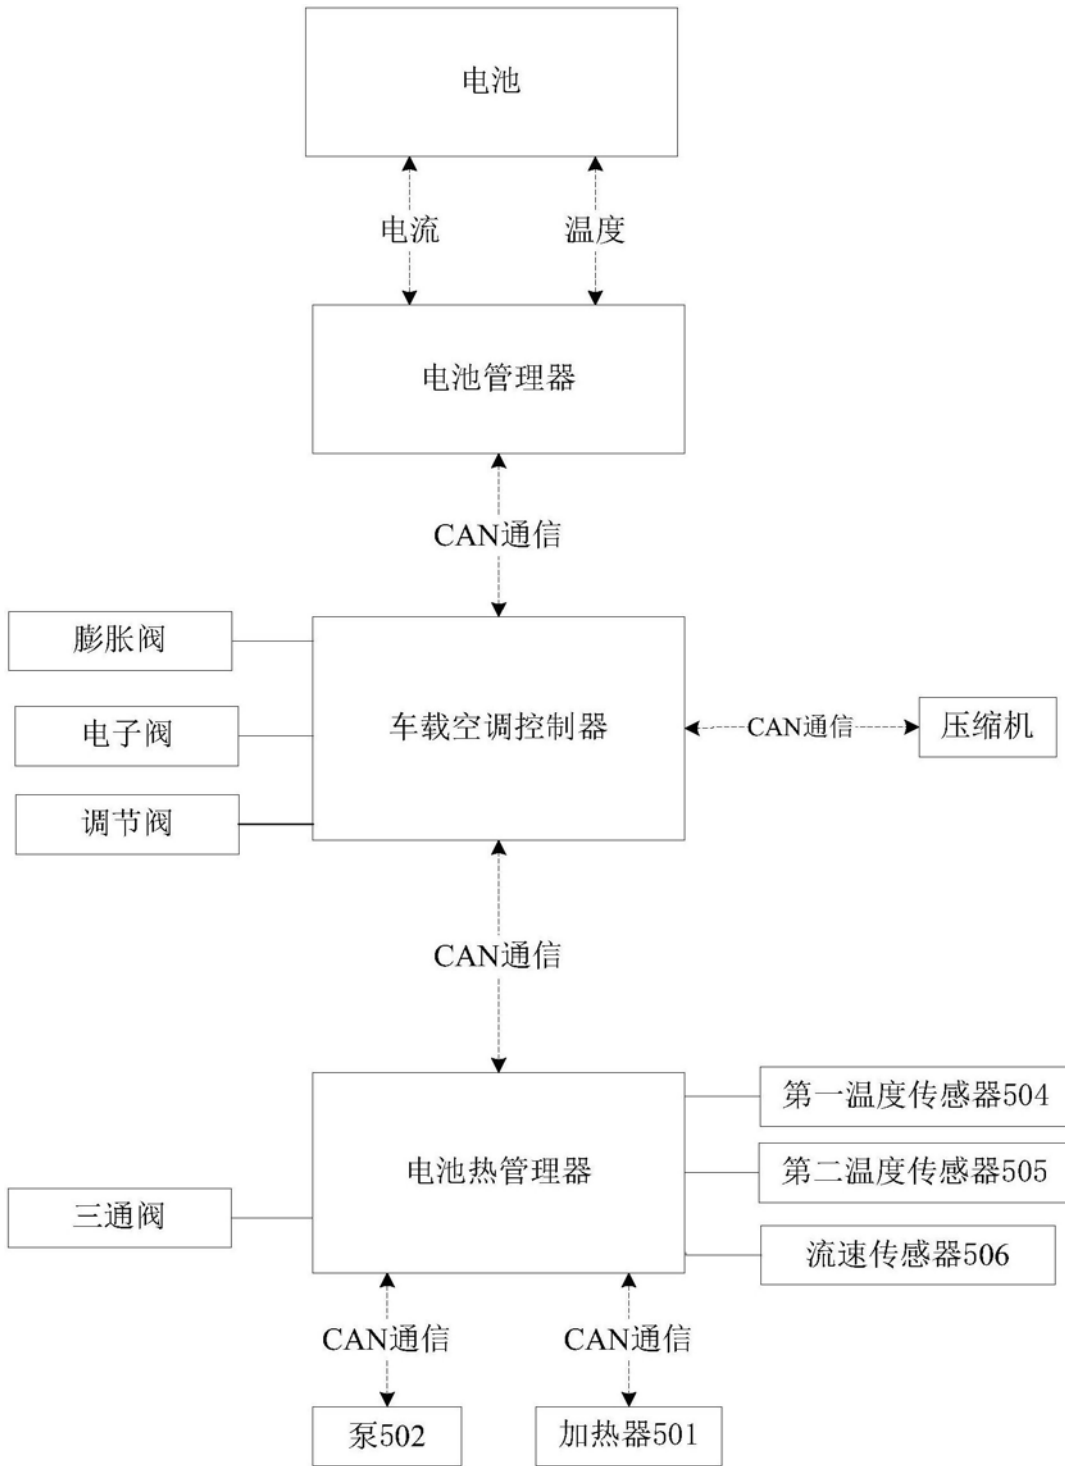 电池
电流
温度
电池管理器
CAN通信
膨胀阀
电子阀
调节阀
车载空调控制器
CAN通信
压缩机
CAN通信
电池热管理器
三通阀
第一温度传感器504
第二温度传感器505
流速传感器506
CAN通信
CAN通信
泵502
加热器501